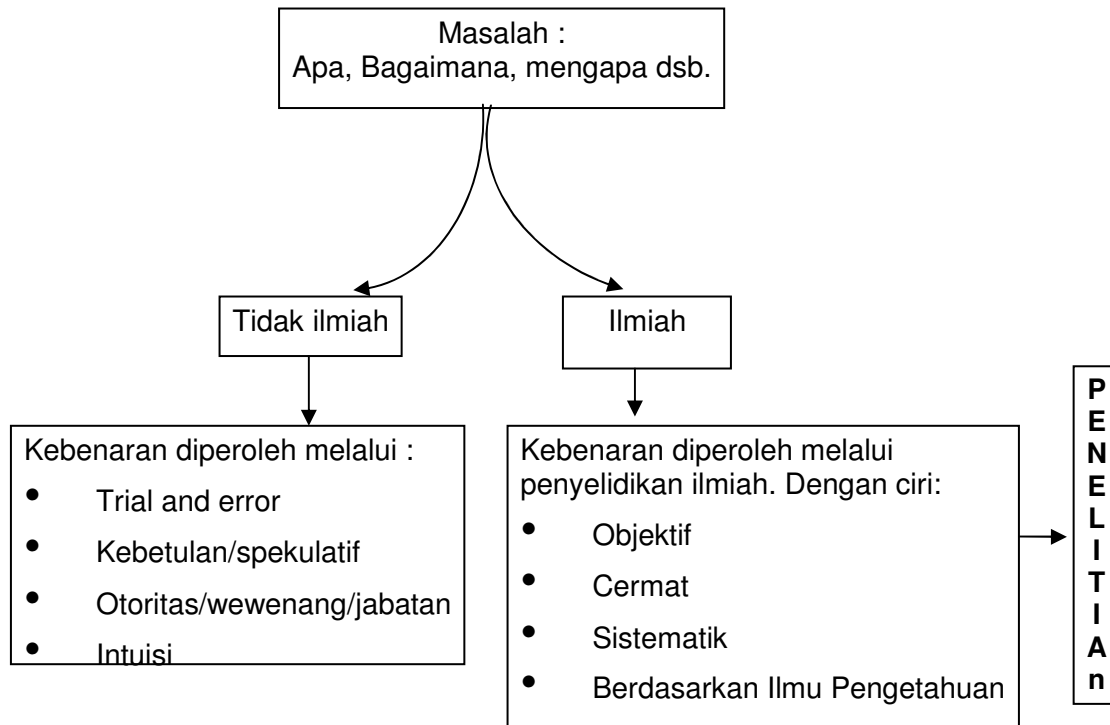 Masalah :
Apa, Bagaimana, mengapa dsb.
Tidak ilmiah
Ilmiah
Kebenaran diperoleh melalui :
• Trial and error
• Kebetulan/spekulatif
• Otoritas/wewenang/jabatan
• Intuisi
Kebenaran diperoleh melalui
penyelidikan ilmiah. Dengan ciri:
• Objektif
• Cermat
• Sistematik
• Berdasarkan Ilmu Pengetahuan
P
E
N
E
L
I
T
I
A
n